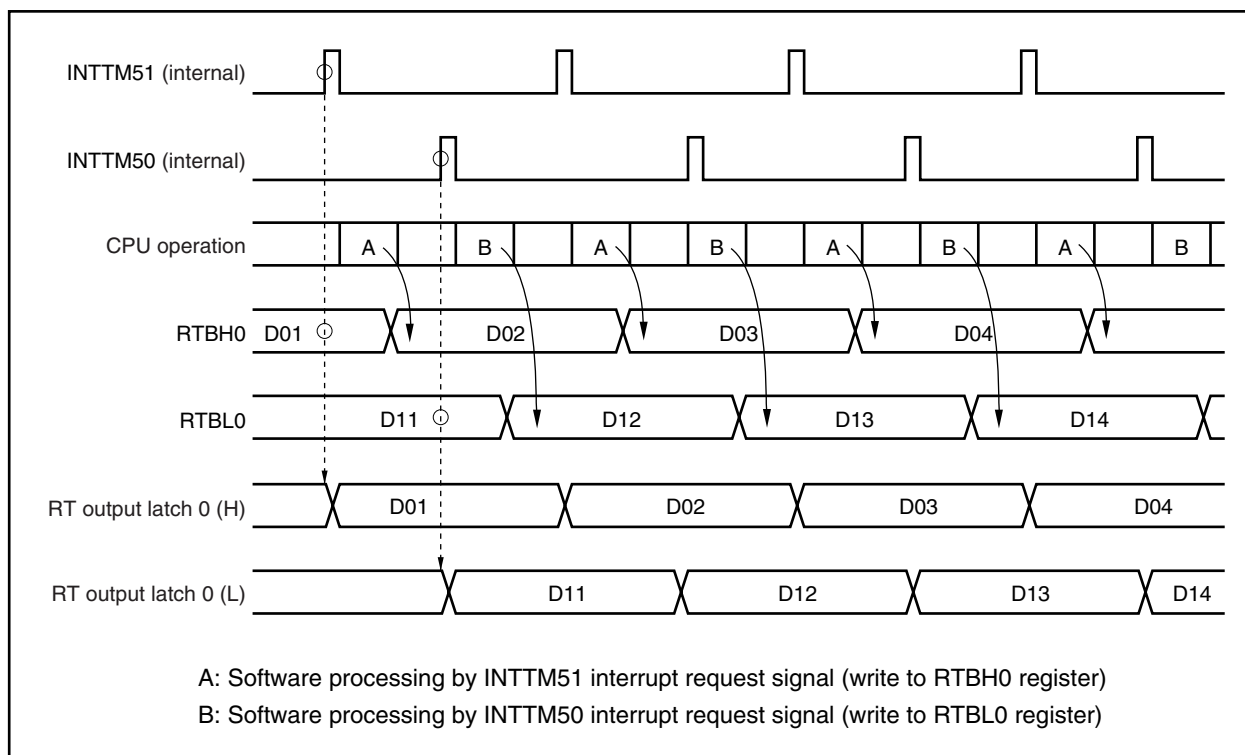 INTTM51 (internal)
INTTM50 (internal)
CPU operation A B A B A B A B
RTBH0 D01 D02 D03 D04
RTBL0 D11 D12 D13 D14
RT output latch 0 (H) D01 D02 D03 D04
RT output latch 0 (L) D11 D12 D13 D14
A: Software processing by INTTM51 interrupt request signal (write to RTBH0 register)
B: Software processing by INTTM50 interrupt request signal (write to RTBL0 register)